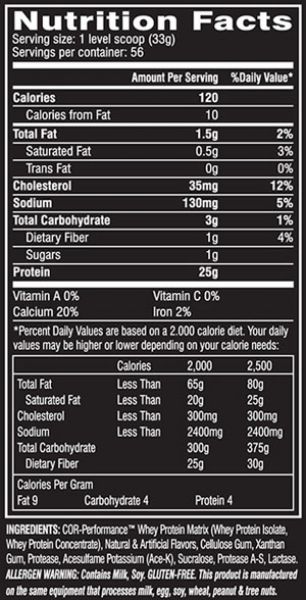 Nutrition Facts
Serving size: 1 level scoop (33g)
Servings per container: 56
Amount Per Serving %Daily Value*
Calories 120
Calories from Fat 10
Total Fat 1.5g 2%
Saturated Fat 0.5g 3%
Trans Fat 0g 0%
Cholesterol 35mg 12%
Sodium 130mg 5%
Total Carbohydrate 3g 1%
Dietary Fiber 1g 4%
Sugars 1g
Protein 25g
Vitamin A 0% Vitamin C 0%
Calcium 20% Iron 2%
*Percent Daily Values are based on a 2.000 calorie diet. Your daily
values may be higher or lower depending on your calorie needs:
Calories 2,000 2,500
Total Fat Less Than 65g 80g
Saturated Fat Less Than 20g 25g
Cholesterol Less Than 300mg 300mg
Sodium Less Than 2400mg 2400mg
Total Carbohydrate 300g 375g
Dietary Fiber 25g 30g
Calories Per Gram
Fat 9 Carbohydrate 4 Protein 4
INGREDIENTS: COR-Performance™ Whey Protein Matrix (Whey Protein Isolate,
Whey Protein Concentrate), Natural & Artificial Flavors, Cellulose Gum, Xanthan
Gum, Protease, Acesulfame Potassium (Ace-K), Sucralose, Protease A-S, Lactase.
ALLERGEN WARNING: Contains Milk, Soy. GLUTEN-FREE. This product is manufactured
on the same equipment that processes milk, egg, soy, wheat, peanut & tree nuts.